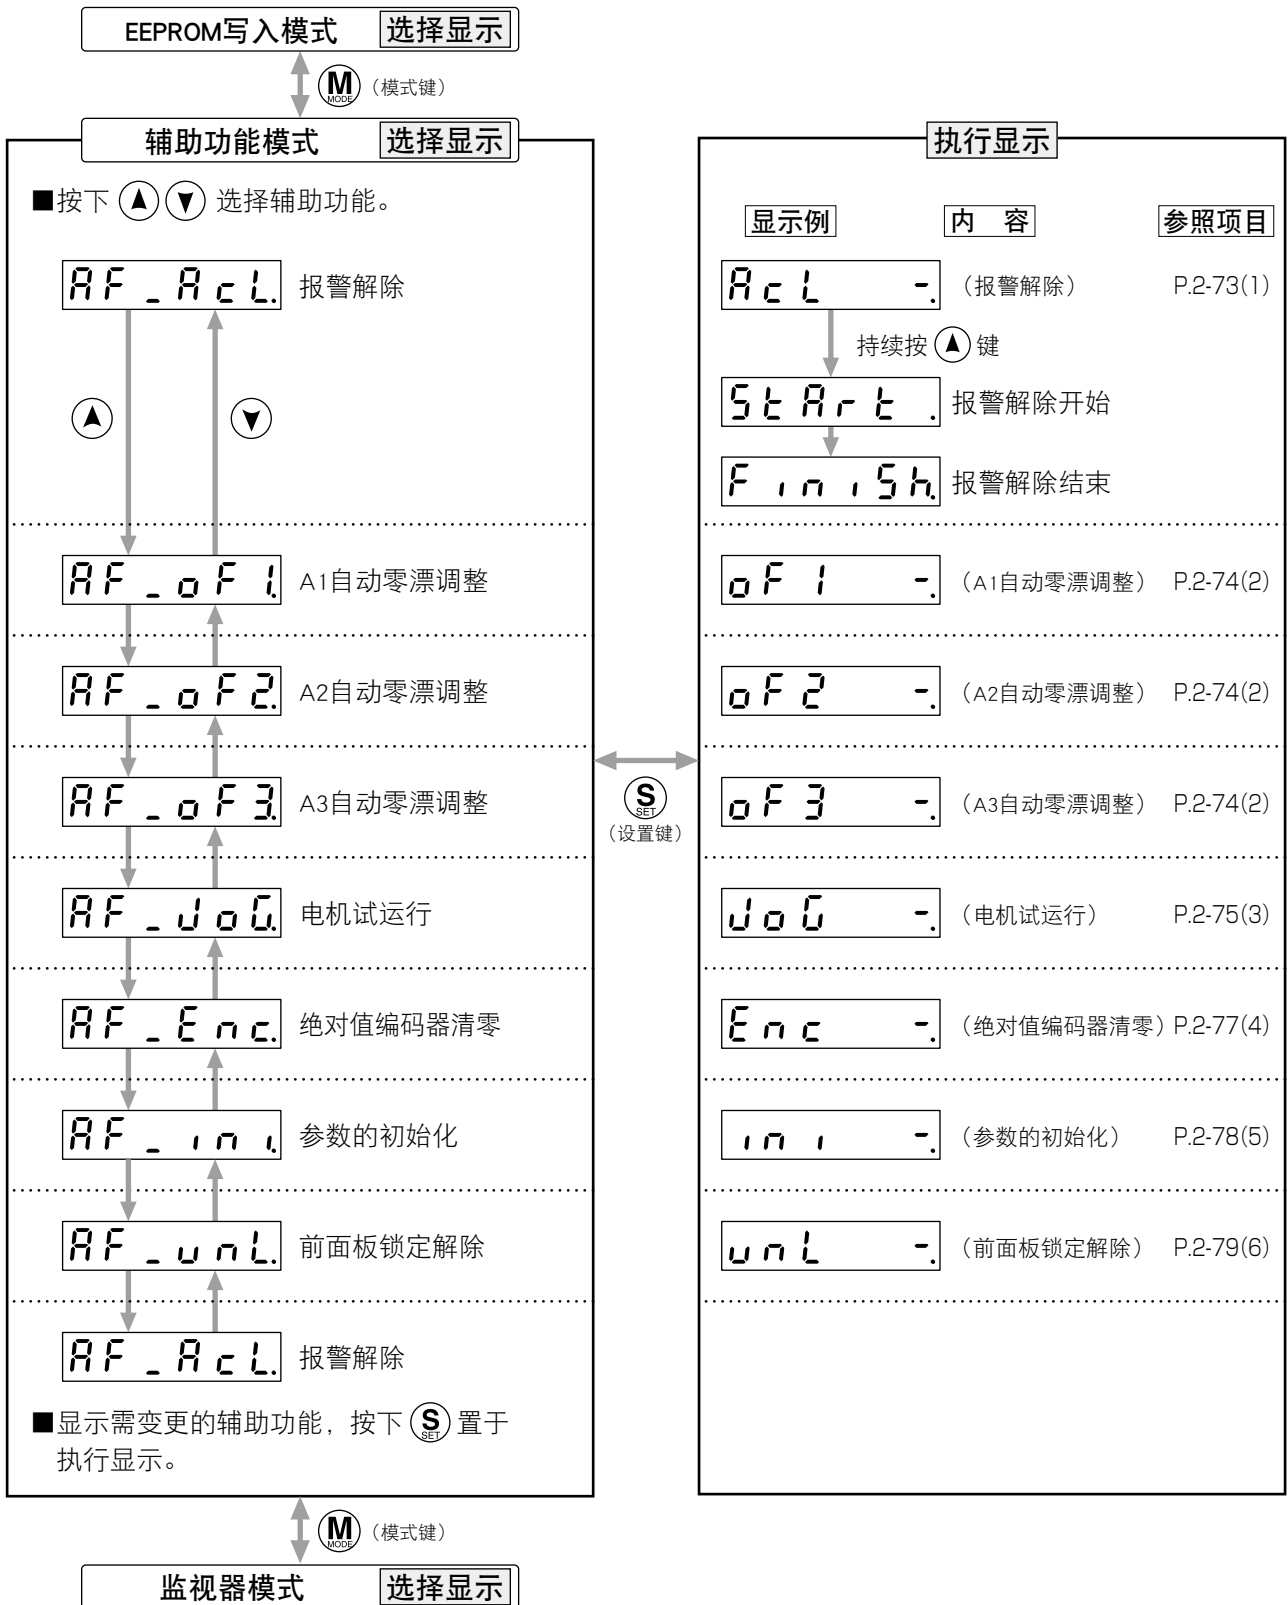 EEPROM写入模式 选择显示
M MODE （模式键）
辅助功能模式 选择显示
■按下 选择辅助功能。
AF_AcL. 报警解除
AF_oF1. A1自动零漂调整
AF_oF2. A2自动零漂调整
AF_oF3. A3自动零漂调整
AF_JoG. 电机试运行
AF_Enc. 绝对值编码器清零
AF_ini. 参数的初始化
AF_unL. 前面板锁定解除
AF_AcL. 报警解除
■显示需变更的辅助功能，按下 S SET 置于
执行显示。
S SET
（设置键）
执行显示
显示例 内 容 参照项目
AcL -. （报警解除） P.2-73(1)
持续按 键
StArt . 报警解除开始
FiniSh. 报警解除结束
oF1 -. （A1自动零漂调整） P.2-74(2)
oF2 -. （A2自动零漂调整） P.2-74(2)
oF3 -. （A3自动零漂调整） P.2-74(2)
JoG -. （电机试运行） P.2-75(3)
Enc -. （绝对值编码器清零） P.2-77(4)
ini -. （参数的初始化） P.2-78(5)
unL -. （前面板锁定解除） P.2-79(6)
M MODE （模式键）
监视器模式 选择显示